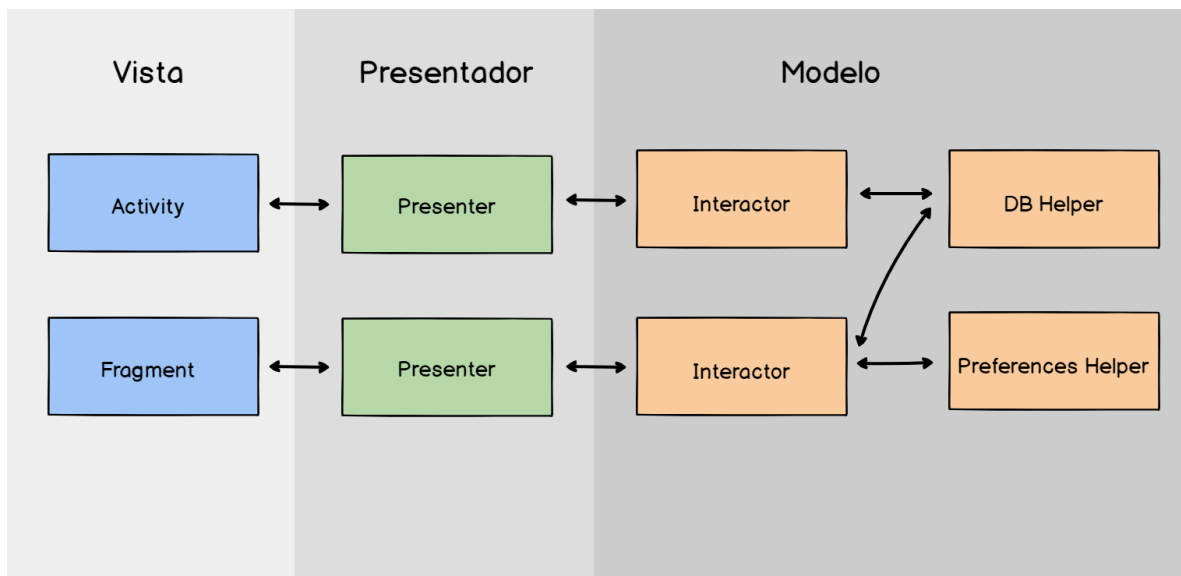 Vista
Presentador
Modelo
Activity
Presenter
Interactor
DB Helper
Fragment
Presenter
Interactor
Preferences Helper